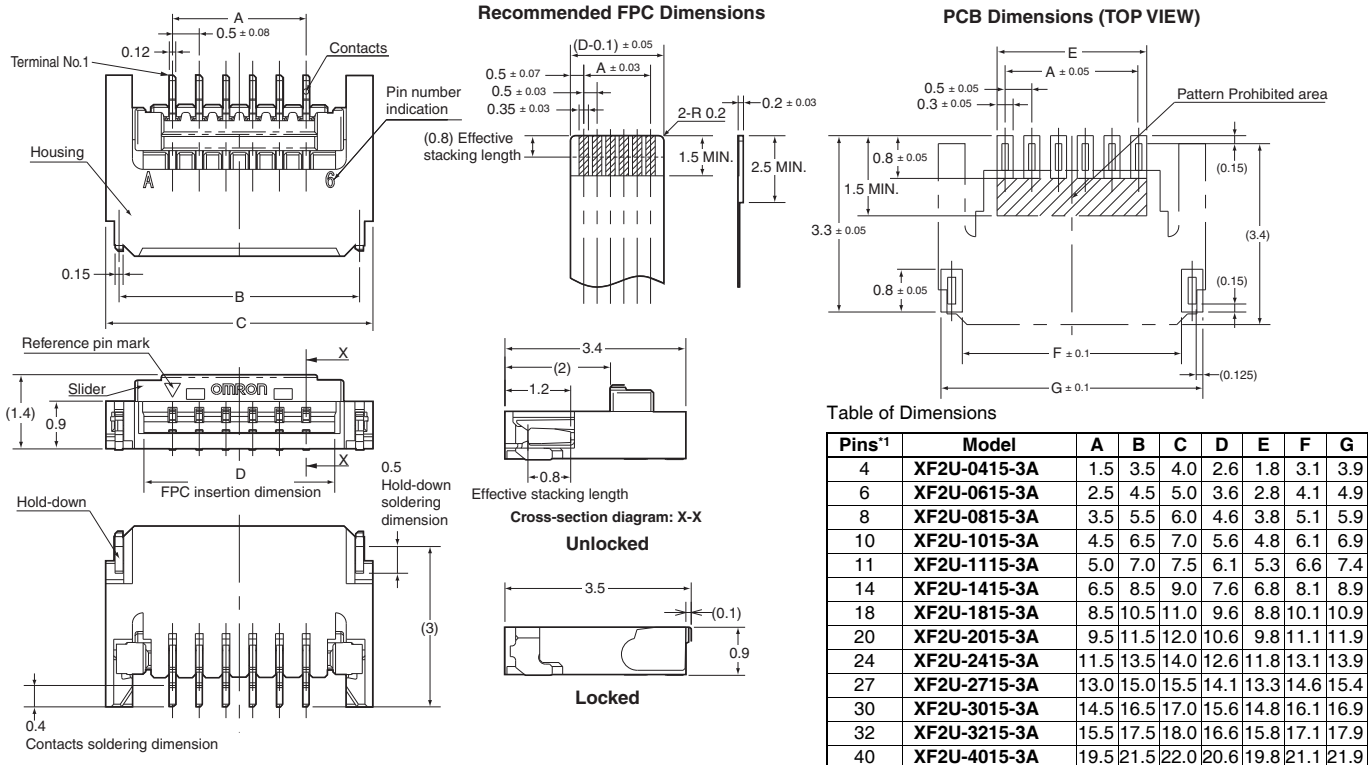 Recommended FPC Dimensions
PCB Dimensions (TOP VIEW)
A
0.5 ± 0.08
0.12
Contacts
Terminal No.1
Pin number
indication
Housing
A
6
0.15
B
C
(D-0.1) ± 0.05
0.5 ± 0.07
A ± 0.03
0.5 ± 0.03
0.35 ± 0.03
2-R 0.2
0.2 ± 0.03
(0.8) Effective
stacking length
1.5 MIN.
2.5 MIN.
E
A ± 0.05
0.5 ± 0.05
0.3 ± 0.05
Pattern Prohibited area
0.8 ± 0.05
(0.15)
1.5 MIN.
3.3 ± 0.05
(3.4)
0.8 ± 0.05
(0.15)
F ± 0.1
(0.125)
G ± 0.1
Reference pin mark
X
Slider
OMRON
(1.4)
0.9
X
D
FPC insertion dimension
0.5
Hold-down
soldering
dimension
Hold-down
(3)
0.4
Contacts soldering dimension
3.4
(2)
1.2
0.8
Effective stacking length
Cross-section diagram: X-X
Unlocked
3.5
(0.1)
0.9
Locked
Table of Dimensions
Pins*1 Model A B C D E F G
4 XF2U-0415-3A 1.5 3.5 4.0 2.6 1.8 3.1 3.9
6 XF2U-0615-3A 2.5 4.5 5.0 3.6 2.8 4.1 4.9
8 XF2U-0815-3A 3.5 5.5 6.0 4.6 3.8 5.1 5.9
10 XF2U-1015-3A 4.5 6.5 7.0 5.6 4.8 6.1 6.9
11 XF2U-1115-3A 5.0 7.0 7.5 6.1 5.3 6.6 7.4
14 XF2U-1415-3A 6.5 8.5 9.0 7.6 6.8 8.1 8.9
18 XF2U-1815-3A 8.5 10.5 11.0 9.6 8.8 10.1 10.9
20 XF2U-2015-3A 9.5 11.5 12.0 10.6 9.8 11.1 11.9
24 XF2U-2415-3A 11.5 13.5 14.0 12.6 11.8 13.1 13.9
27 XF2U-2715-3A 13.0 15.0 15.5 14.1 13.3 14.6 15.4
30 XF2U-3015-3A 14.5 16.5 17.0 15.6 14.8 16.1 16.9
32 XF2U-3215-3A 15.5 17.5 18.0 16.6 15.8 17.1 17.9
40 XF2U-4015-3A 19.5 21.5 22.0 20.6 19.8 21.1 21.9